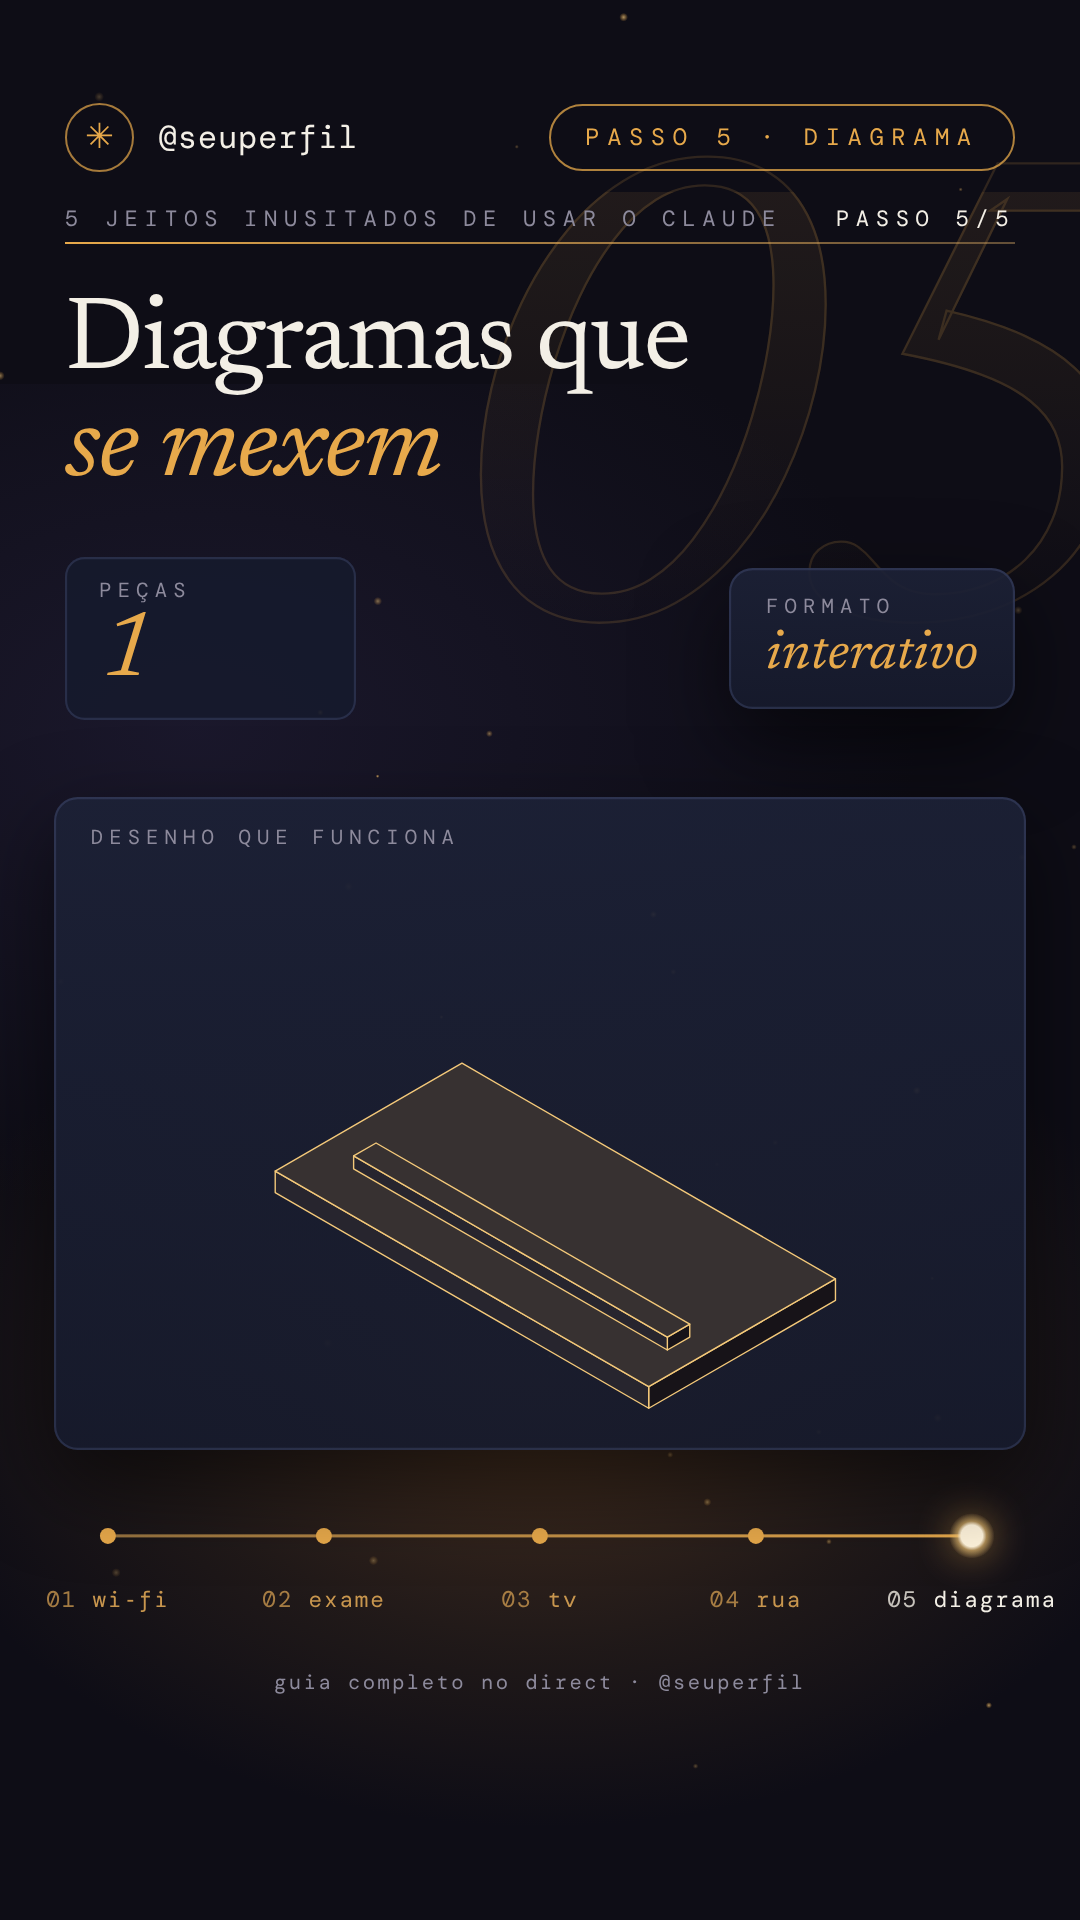 @seuperfil
PASSO 5 · DIAGRAMA
5 JEITOS INUSITADOS DE USAR O CLAUDE
PASSO 5/5
05
Diagramas que
se mexem
PEÇAS
1
FORMATO
interativo
DESENHO QUE FUNCIONA
01 wi-fi
02 exame
03 tv
04 rua
05 diagrama
guia completo no direct · @seuperfil